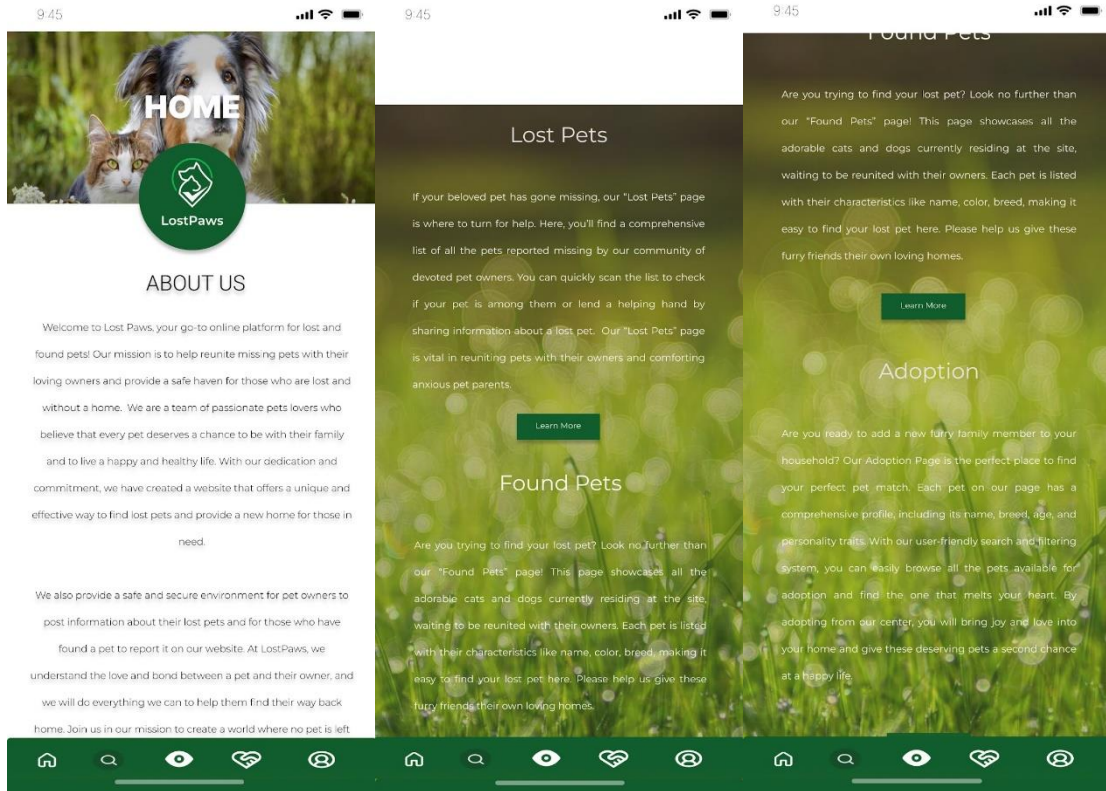 9:45
HOME
LostPaws
ABOUT US
Welcome to Lost Paws, your go-to online platform for lost and
found pets! Our mission is to help reunite missing pets with their
loving owners and provide a safe haven for those who are lost and
without a home. We are a team of passionate pets lovers who
believe that every pet deserves a chance to be with their family
and to live a happy and healthy life. With our dedication and
commitment, we have created a website that offers a unique and
effective way to find lost pets and provide a new home for those in
need.
We also provide a safe and secure environment for pet owners to
post information about their lost pets and for those who have
found a pet to report it on our website. At LostPaws, we
understand the love and bond between a pet and their owner, and
we will do everything we can to help them find their way back
home. Join us in our mission to create a world where no pet is left
9:45
Lost Pets
If your beloved pet has gone missing, our “Lost Pets” page
is where to turn for help. Here, you’ll find a comprehensive
list of all the pets reported missing by our community of
devoted pet owners. You can quickly scan the list to check
if your pet is among them or lend a helping hand by
sharing information about a lost pet. Our “Lost Pets” page
is vital in reuniting pets with their owners and comforting
anxious pet parents.
Learn More
Found Pets
Are you trying to find your lost pet? Look no further than
our “Found Pets” page! This page showcases all the
adorable cats and dogs currently residing at the site,
waiting to be reunited with their owners. Each pet is listed
with their characteristics like name, color, breed, making it
easy to find your lost pet here. Please help us give these
furry friends their own loving homes.
9:45
Found Pets
Are you trying to find your lost pet? Look no further than
our “Found Pets” page! This page showcases all the
adorable cats and dogs currently residing at the site,
waiting to be reunited with their owners. Each pet is listed
with their characteristics like name, color, breed, making it
easy to find your lost pet here. Please help us give these
furry friends their own loving homes.
Learn More
Adoption
Are you ready to add a new furry family member to your
household? Our Adoption Page is the perfect place to find
your perfect pet match. Each pet on our page has a
comprehensive profile, including its name, breed, age, and
personality traits. With our user-friendly search and filtering
system, you can easily browse all the pets available for
adoption and find the one that melts your heart. By
adopting from our center, you will bring joy and love into
your home and give these deserving pets a second chance
at a happy life.